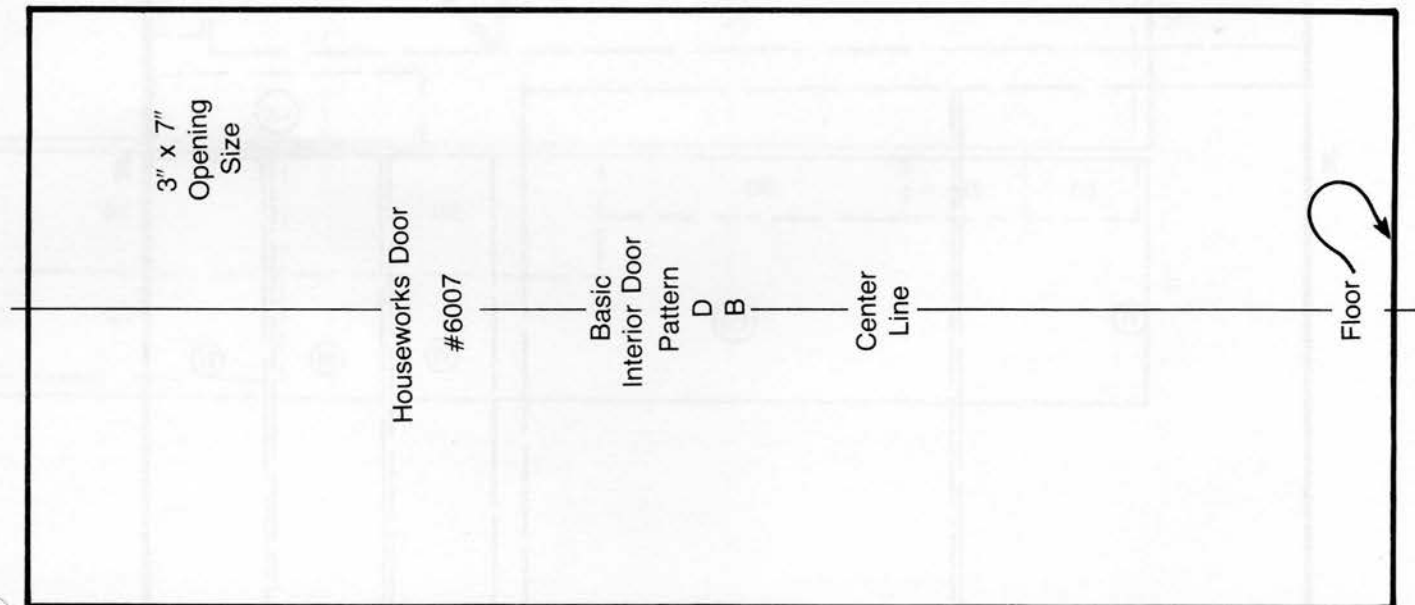 3" x 7"
Opening
Size
Houseworks Door
#6007
Basic
Interior Door
Pattern
D
B
Center
Line
Floor